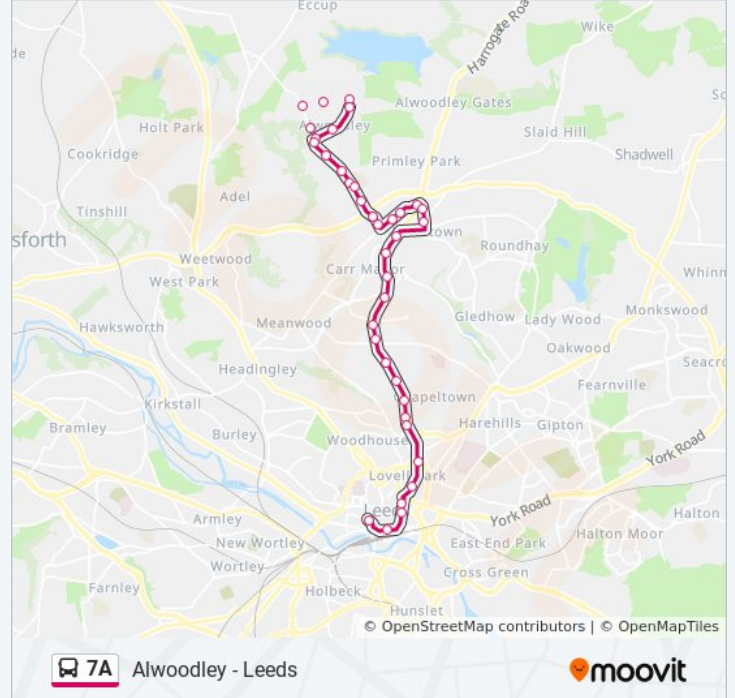 Eccup
Wike
Harrogate Road
Alwoodley Gates
Holt Park
Alwoodley
Slaid Hill
Cookridge
Primley Park
Shadwell
Adel
Tinshill
sforth
Roundhay
Weetwood
Carr Manor
West Park
Monkswood
Gledhow
Lady Wood
Hawksworth
Meanwood
Oakwood
Headingley
Fearnville
Kirkstall
Chapeltown
Bramley
Harehills
Gipton
Burley
Woodhouse
York Road
Lovell Park
Leeds
York Road
Halton
Armley
New Wortley
East End Park
Halton Moor
Wortley
Cross Green
Farnley
Holbeck
Hunslet
© OpenStreetMap contributors | © OpenMapTiles
7A Alwoodley - Leeds
moovit